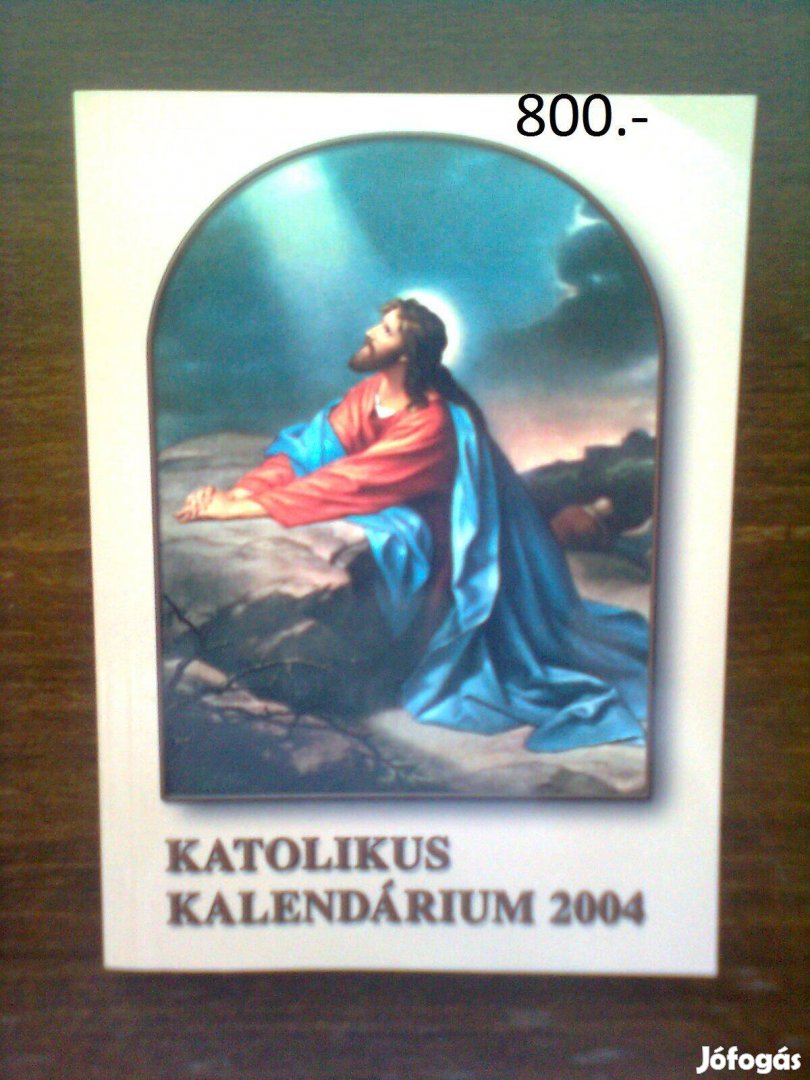 800.-
KATOLIKUS
KALENDÁRIUM 2004
Jófogás